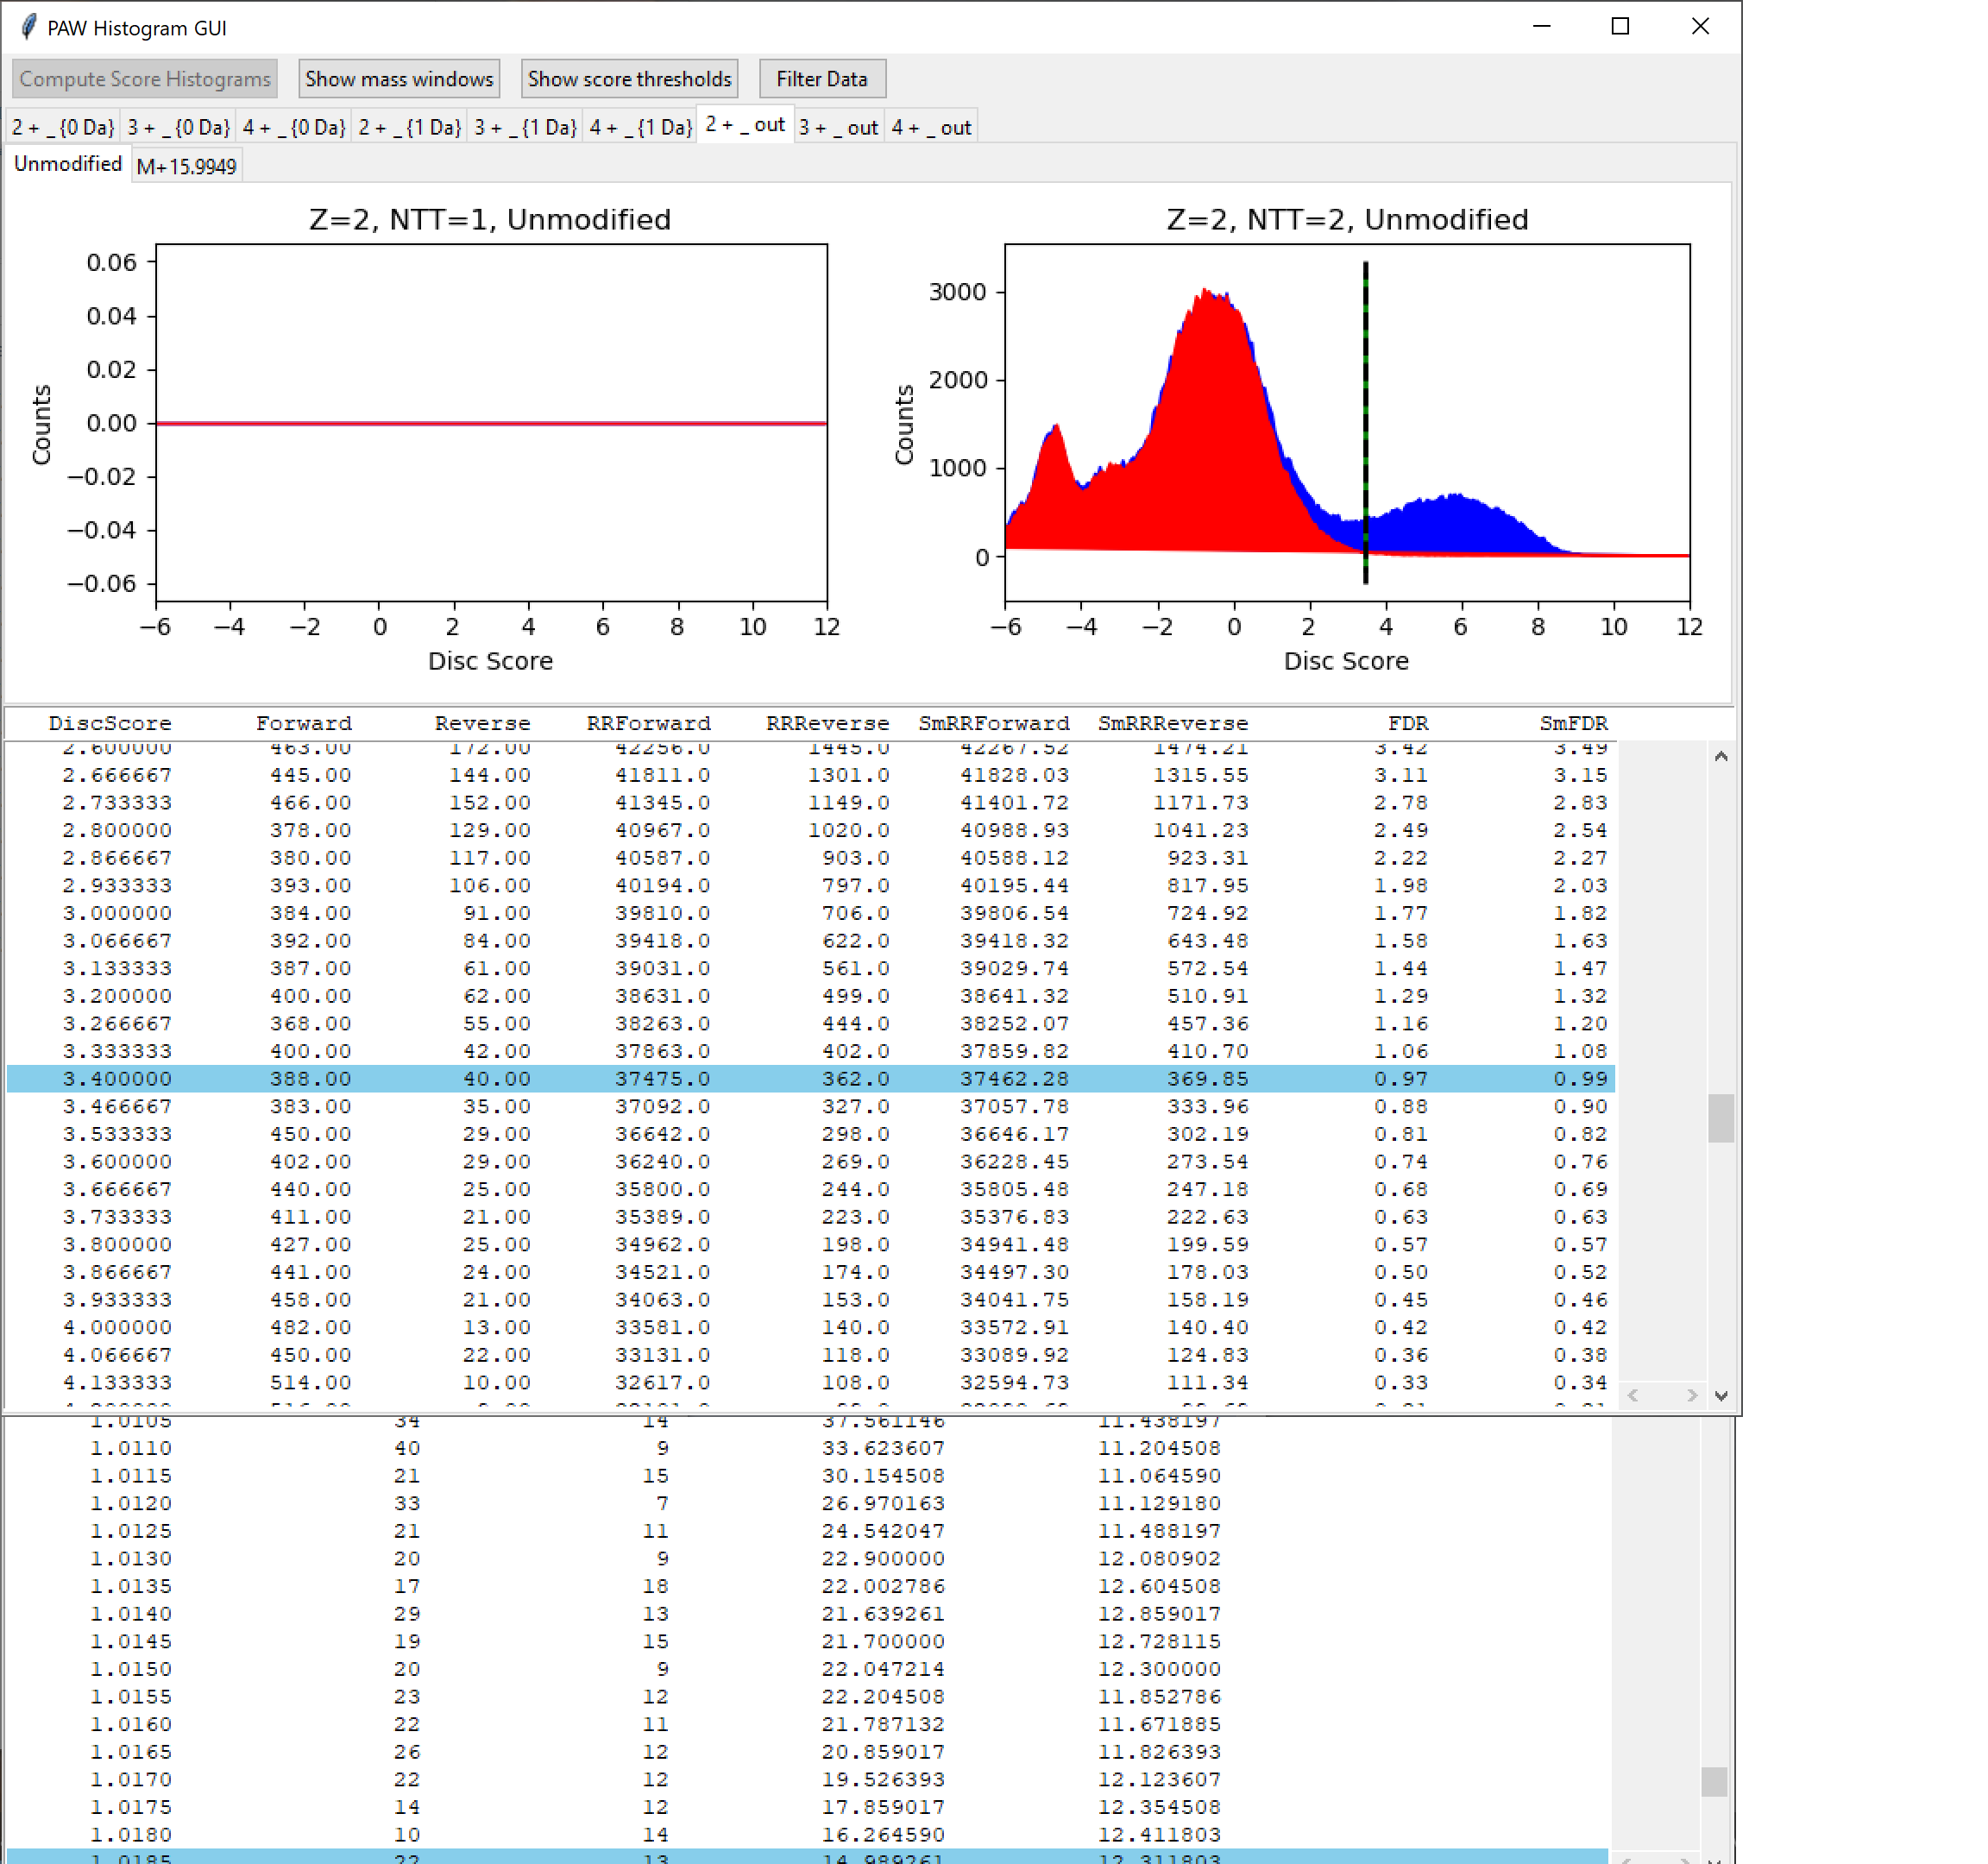 PAW Histogram GUI
Compute Score Histograms Show mass windows Show score thresholds Filter Data
2 + _ {0 Da} 3 + _ {0 Da} 4 + _ {0 Da} 2 + _ {1 Da} 3 + _ {1 Da} 4 + _ {1 Da} 2 + _ out 3 + _ out 4 + _ out
Unmodified M+15.9949
Z=2, NTT=1, Unmodified
0.06
0.04
0.02
0.00
−0.02
−0.04
−0.06
Counts
−6 −4 −2 0 2 4 6 8 10 12
Disc Score
Z=2, NTT=2, Unmodified
3000
2000
1000
0
Counts
−6 −4 −2 0 2 4 6 8 10 12
Disc Score
DiscScore Forward Reverse RRForward RRReverse SmRRForward SmRRReverse FDR SmFDR
2.600000 463.00 172.00 42256.0 1445.0 42267.52 1474.21 3.42 3.49
2.666667 445.00 144.00 41811.0 1301.0 41828.03 1315.55 3.11 3.15
2.733333 466.00 152.00 41345.0 1149.0 41401.72 1171.73 2.78 2.83
2.800000 378.00 129.00 40967.0 1020.0 40988.93 1041.23 2.49 2.54
2.866667 380.00 117.00 40587.0 903.0 40588.12 923.31 2.22 2.27
2.933333 393.00 106.00 40194.0 797.0 40195.44 817.95 1.98 2.03
3.000000 384.00 91.00 39810.0 706.0 39806.54 724.92 1.77 1.82
3.066667 392.00 84.00 39418.0 622.0 39418.32 643.48 1.58 1.63
3.133333 387.00 61.00 39031.0 561.0 39029.74 572.54 1.44 1.47
3.200000 400.00 62.00 38631.0 499.0 38641.32 510.91 1.29 1.32
3.266667 368.00 55.00 38263.0 444.0 38252.07 457.36 1.16 1.20
3.333333 400.00 42.00 37863.0 402.0 37859.82 410.70 1.06 1.08
3.400000 388.00 40.00 37475.0 362.0 37462.28 369.85 0.97 0.99
3.466667 383.00 35.00 37092.0 327.0 37057.78 333.96 0.88 0.90
3.533333 450.00 29.00 36642.0 298.0 36646.17 302.19 0.81 0.82
3.600000 402.00 29.00 36240.0 269.0 36228.45 273.54 0.74 0.76
3.666667 440.00 25.00 35800.0 244.0 35805.48 247.18 0.68 0.69
3.733333 411.00 21.00 35389.0 223.0 35376.83 222.63 0.63 0.63
3.800000 427.00 25.00 34962.0 198.0 34941.48 199.59 0.57 0.57
3.866667 441.00 24.00 34521.0 174.0 34497.30 178.03 0.50 0.52
3.933333 458.00 21.00 34063.0 153.0 34041.75 158.19 0.45 0.46
4.000000 482.00 13.00 33581.0 140.0 33572.91 140.40 0.42 0.42
4.066667 450.00 22.00 33131.0 118.0 33089.92 124.83 0.36 0.38
4.133333 514.00 10.00 32617.0 108.0 32594.73 111.34 0.33 0.34
1.0105 34 14 37.561146 11.438197
1.0110 40 9 33.623607 11.204508
1.0115 21 15 30.154508 11.064590
1.0120 33 7 26.970163 11.129180
1.0125 21 11 24.542047 11.488197
1.0130 20 9 22.900000 12.080902
1.0135 17 18 22.002786 12.604508
1.0140 29 13 21.639261 12.859017
1.0145 19 15 21.700000 12.728115
1.0150 20 9 22.047214 12.300000
1.0155 23 12 22.204508 11.852786
1.0160 22 11 21.787132 11.671885
1.0165 26 12 20.859017 11.826393
1.0170 22 12 19.526393 12.123607
1.0175 14 12 17.859017 12.354508
1.0180 10 14 16.264590 12.411803
1.0185 22 13 14.989261 12.311803